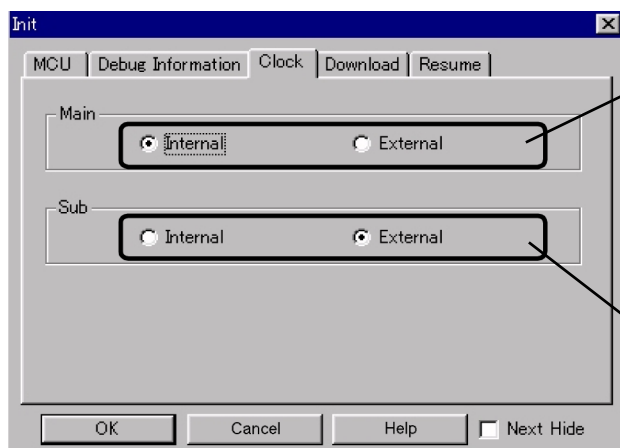 Init
MCU Debug Information Clock Download Resume
Main
Internal External
Sub
Internal External
OK Cancel Help Next Hide